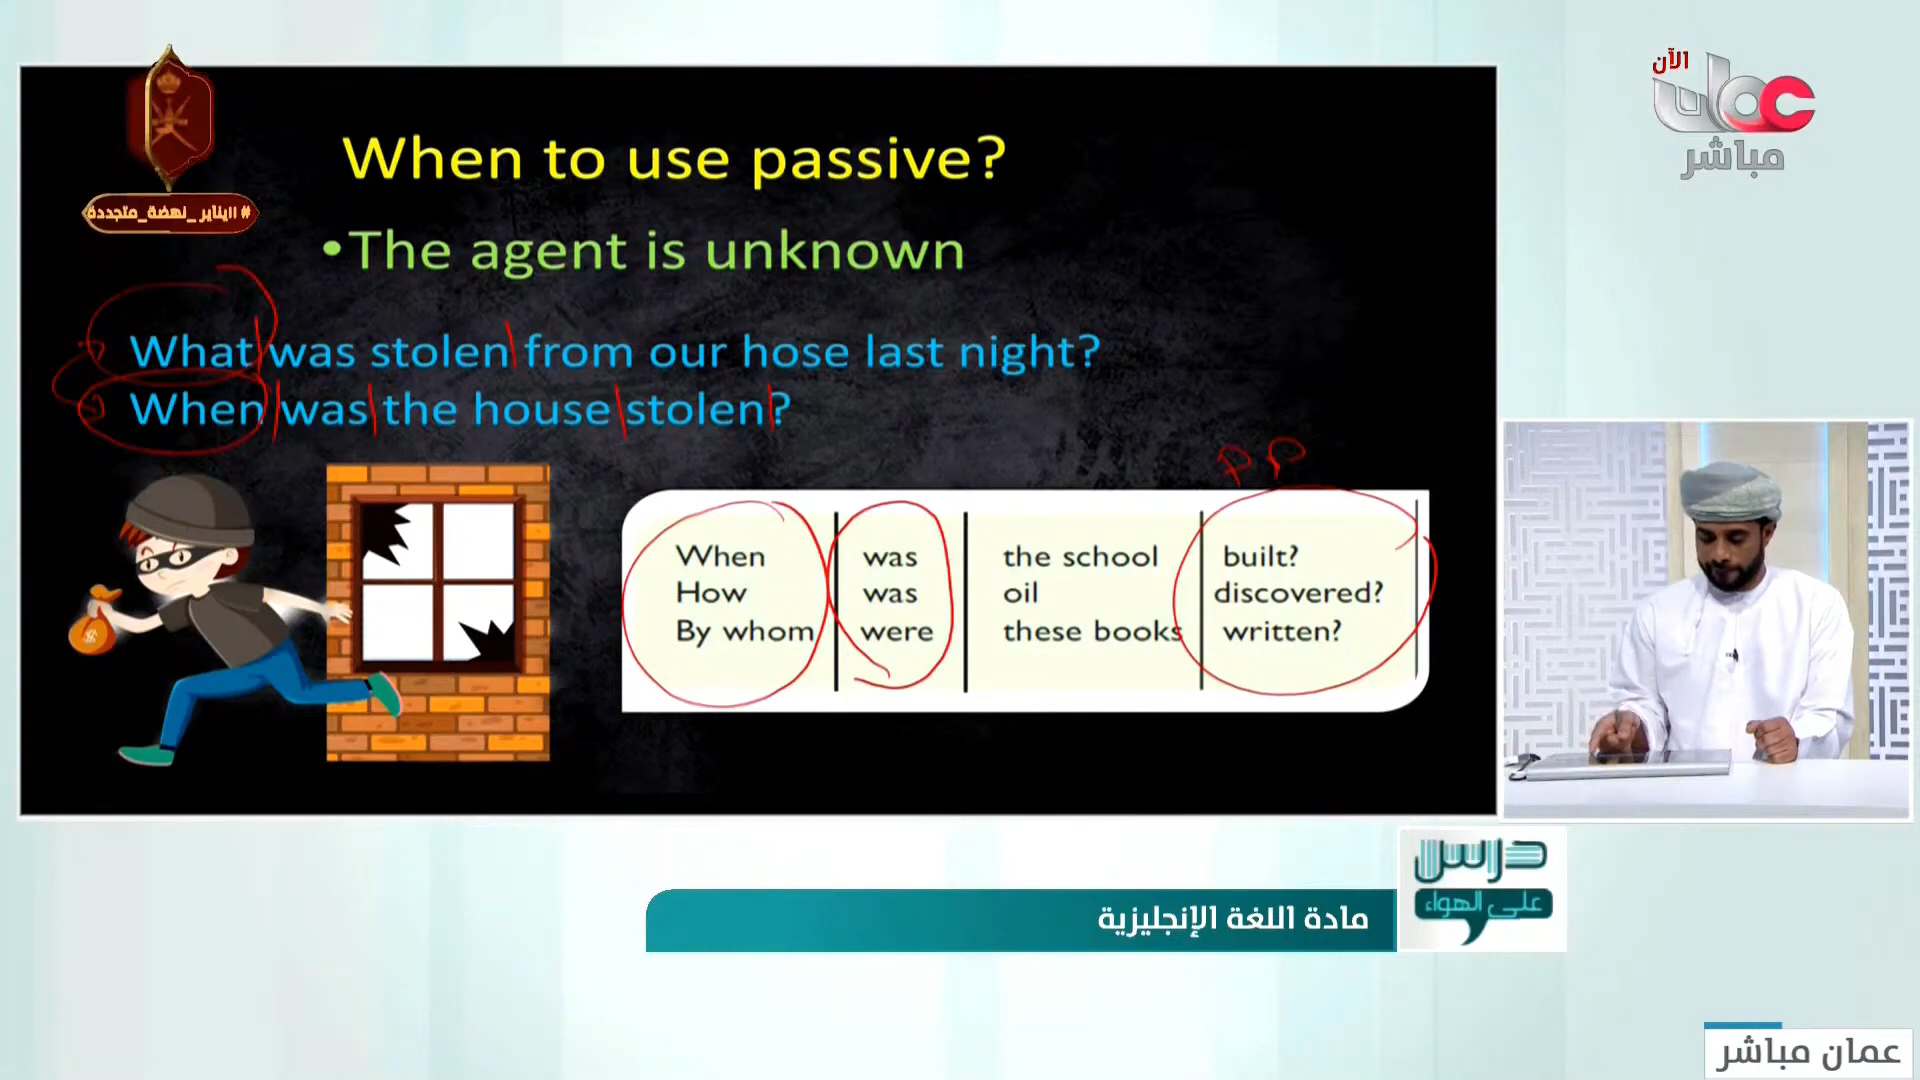 الآن
عمان
مباشر
#١١يناير_نهضة_متجددة
When to use passive?
•The agent is unknown
What was stolen from our hose last night?
When was the house stolen?
PP
When was the school built?
How was oil discovered?
By whom were these books written?
$
درس
على الهواء
مادة اللغة الإنجليزية
عمان مباشر